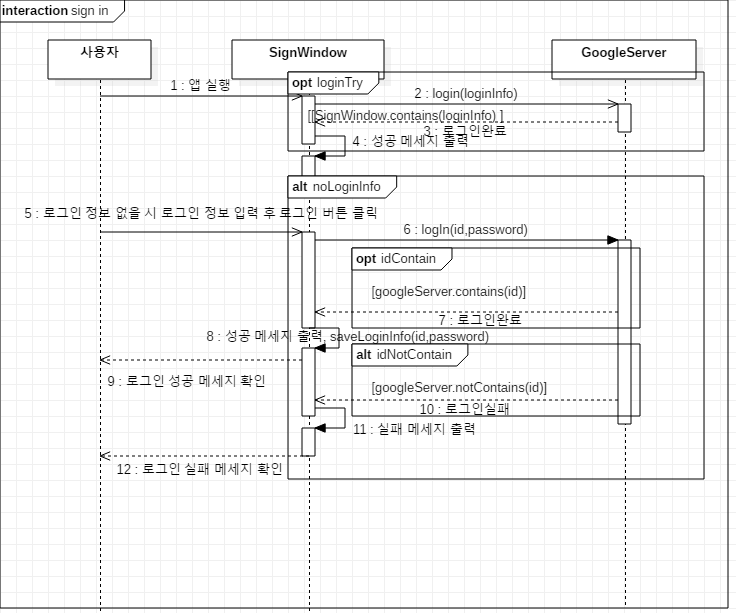 interaction sign in
사용자
SignWindow
GoogleServer
opt loginTry
1 : 앱 실행
2 : login(loginInfo)
[[SignWindow.contains(loginInfo) ]
3 : 로그인완료
4 : 성공 메세지 출력
alt noLoginInfo
5 : 로그인 정보 없을 시 로그인 정보 입력 후 로그인 버튼 클릭
6 : logIn(id,password)
opt idContain
[googleServer.contains(id)]
7 : 로그인완료
8 : 성공 메세지 출력, saveLoginInfo(id,password)
alt idNotContain
9 : 로그인 성공 메세지 확인
[googleServer.notContains(id)]
10 : 로그인실패
11 : 실패 메세지 출력
12 : 로그인 실패 메세지 확인